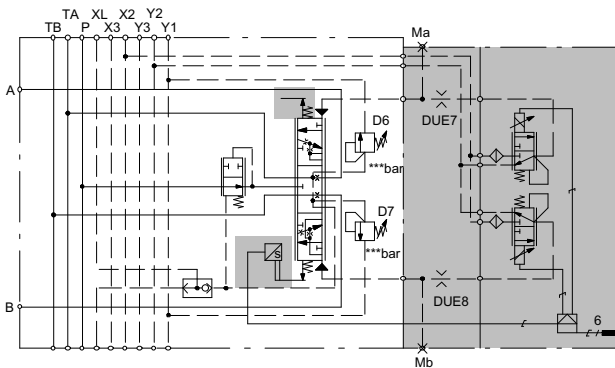 TB TA P XL X3 X2 Y3 Y2 Y1
Ma
A
D6
***bar
DUE7
D7
***bar
S
DUE8
6
B
Mb